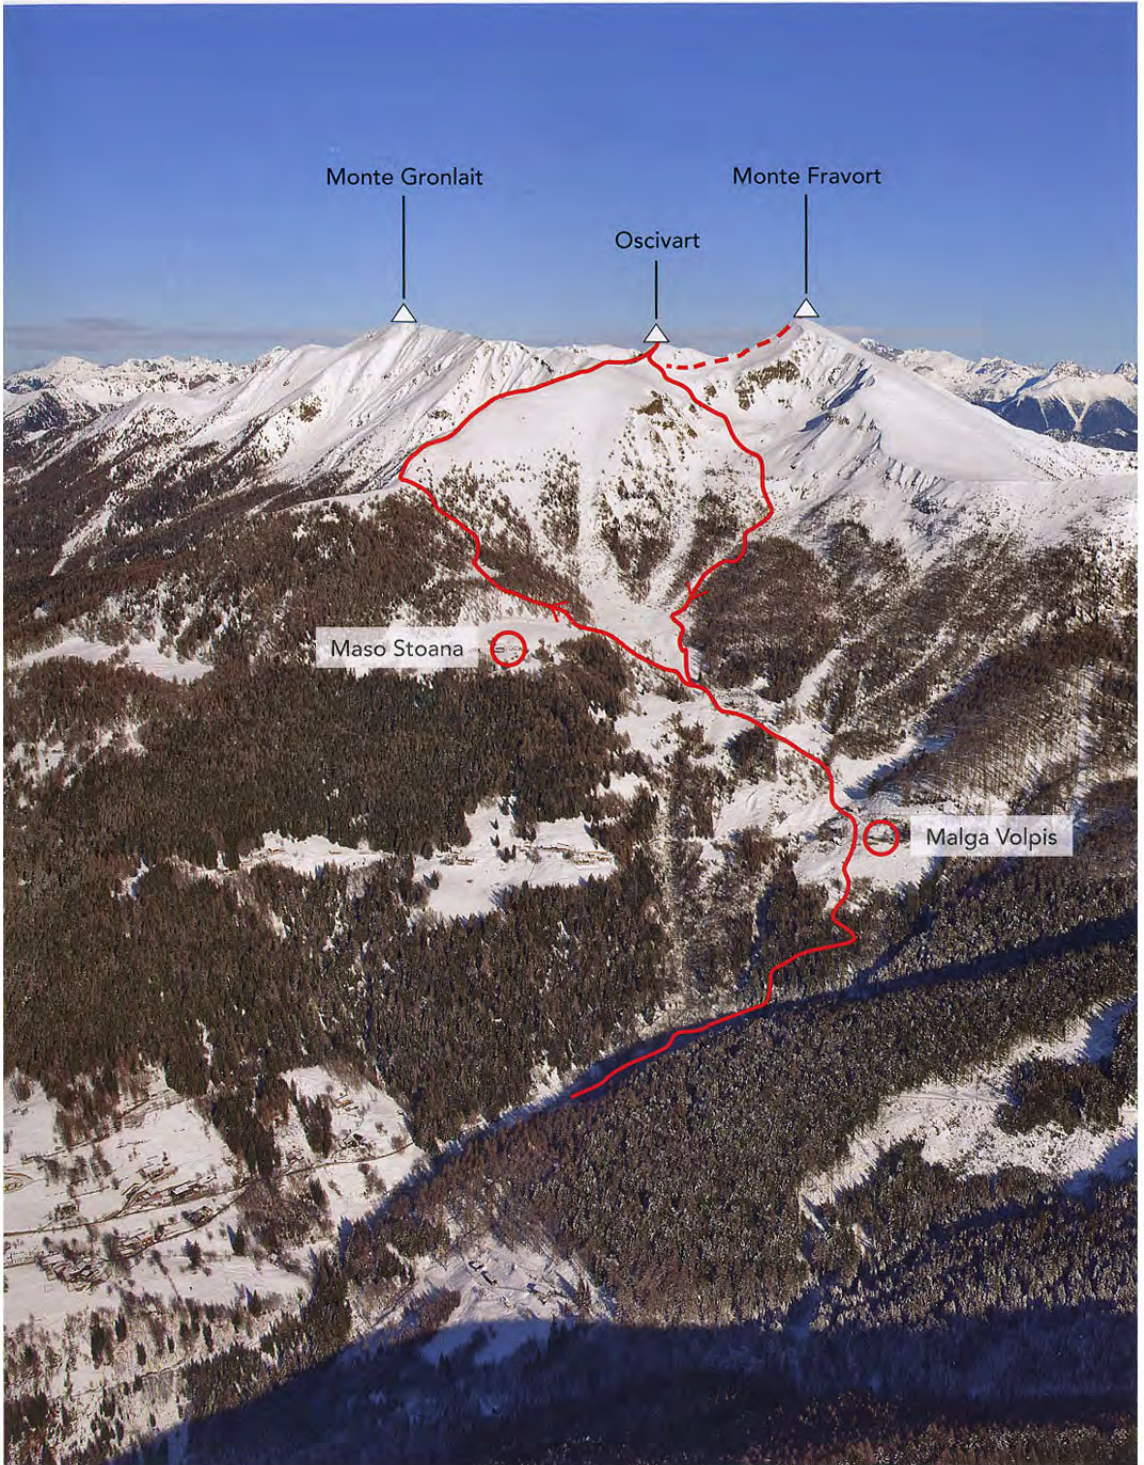 Monte Gronlait
Monte Fravort
Oscivart
Maso Stoana
Malga Volpis